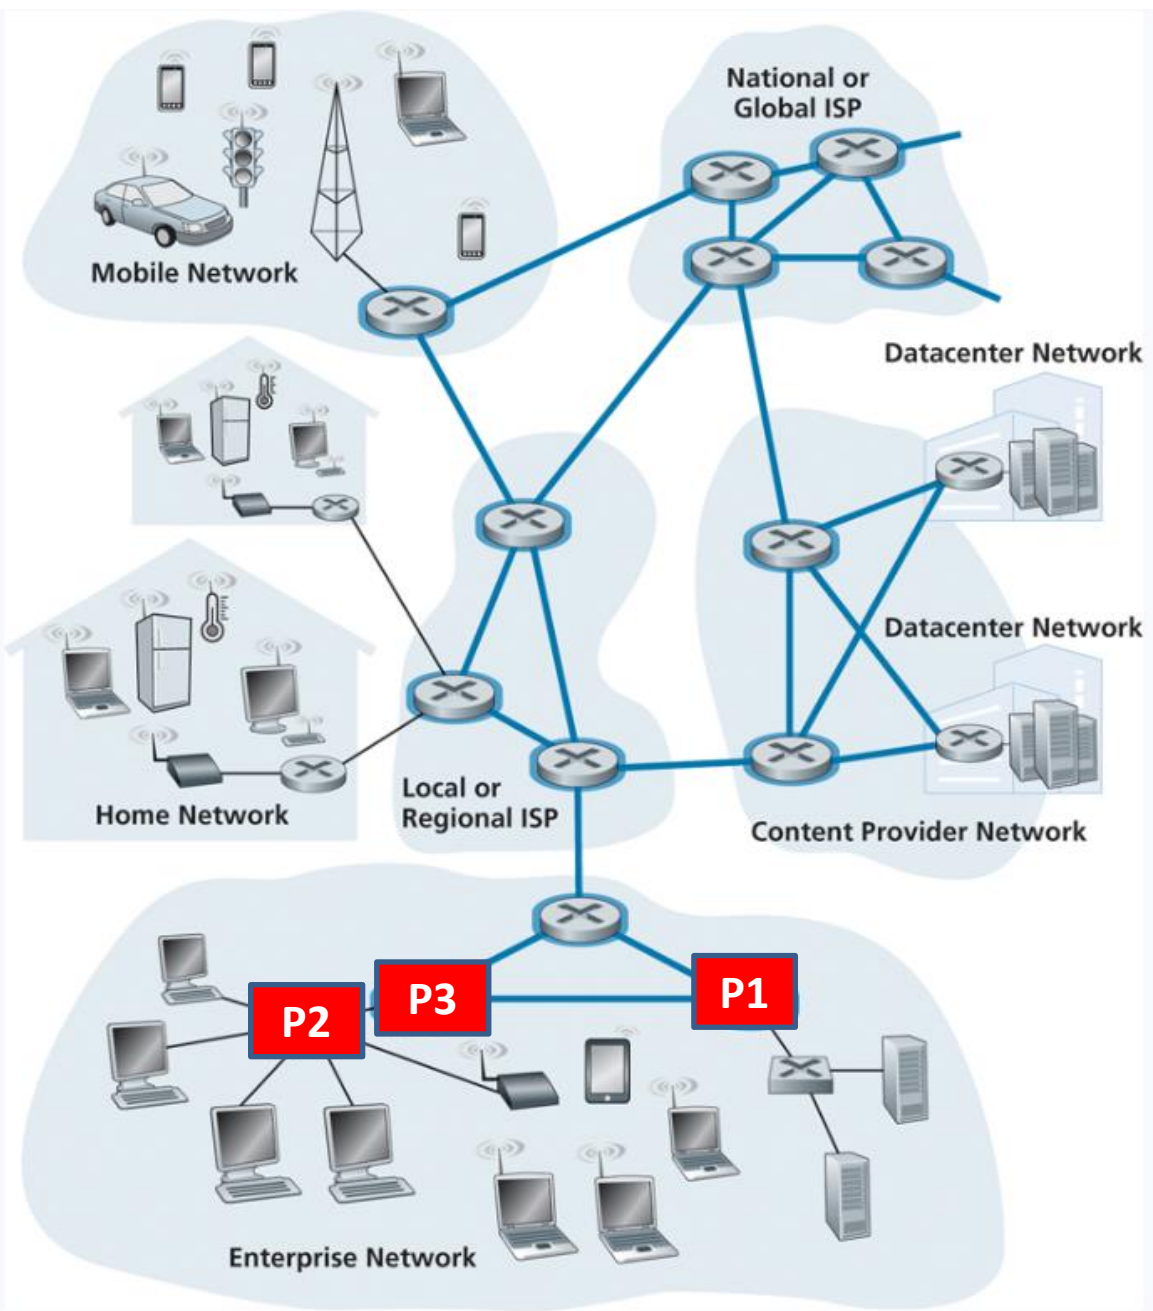 National or
Global ISP
Mobile Network
Datacenter Network
Datacenter Network
Home Network
Local or
Regional ISP
Content Provider Network
P3
P1
P2
Enterprise Network